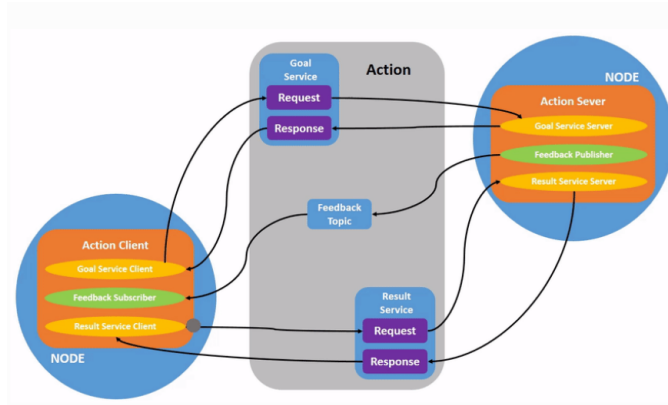 Goal
Service
Action
Request
Response
NODE
Action Sever
Goal Service Server
Feedback Publisher
Result Service Server
Feedback
Topic
Action Client
Goal Service Client
Feedback Subscriber
Result Service Client
NODE
Result
Service
Request
Response